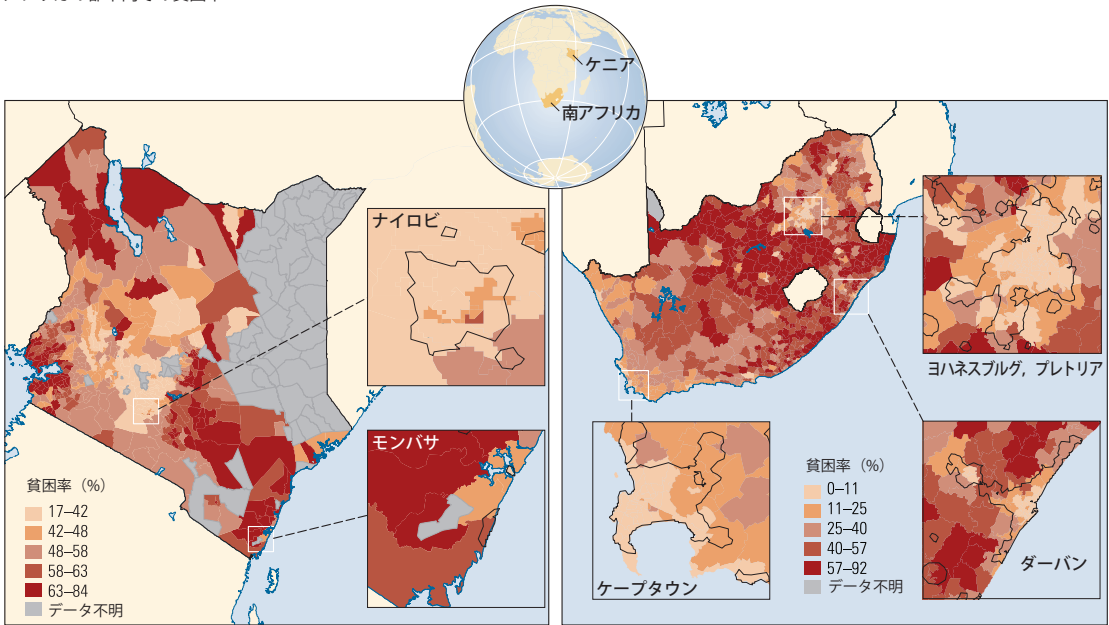 ケニア
南アフリカ
ナイロビ
モンバサ
貧困率（%）
17–42
42–48
48–58
58–63
63–84
データ不明
ヨハネスブルグ，プレトリア
ケープタウン
ダーバン
貧困率（%）
0–11
11–25
25–40
40–57
57–92
データ不明